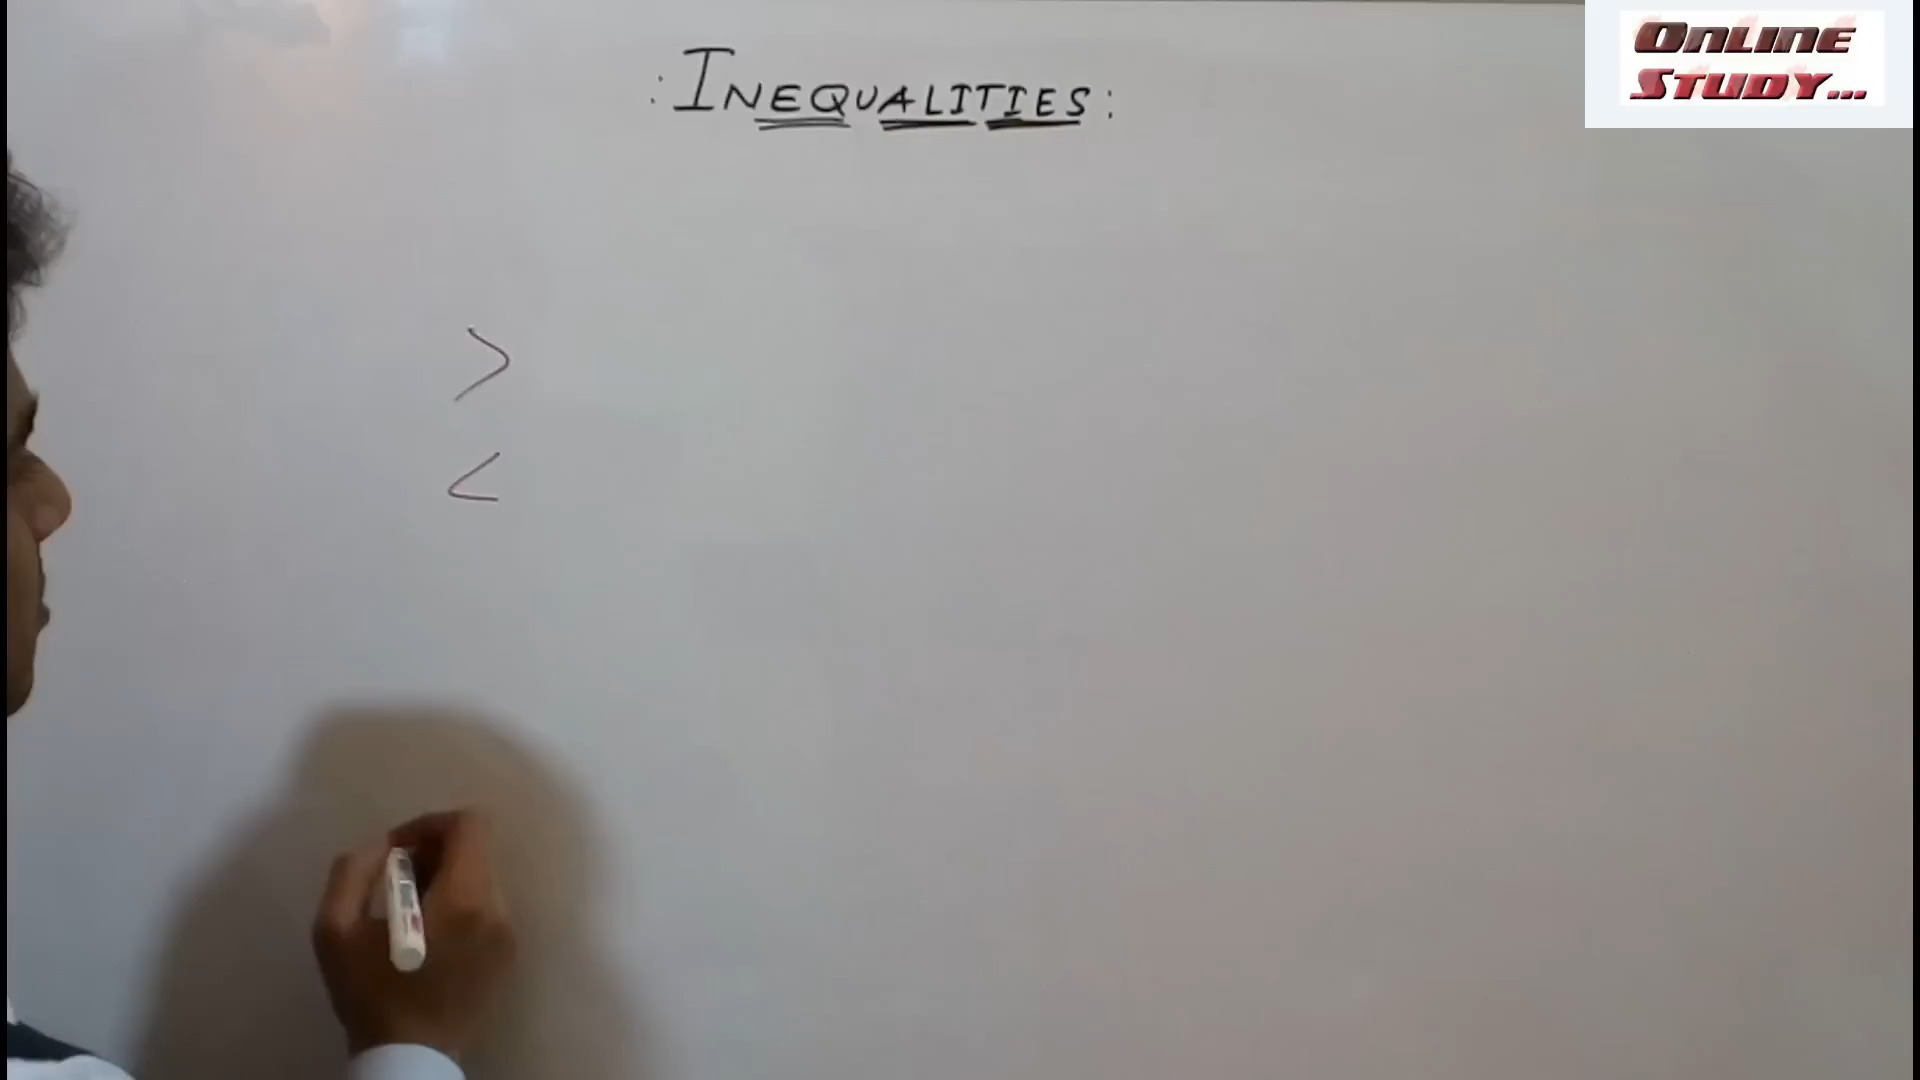 : INEQUALITIES :
ONLINE
STUDY...
>
<